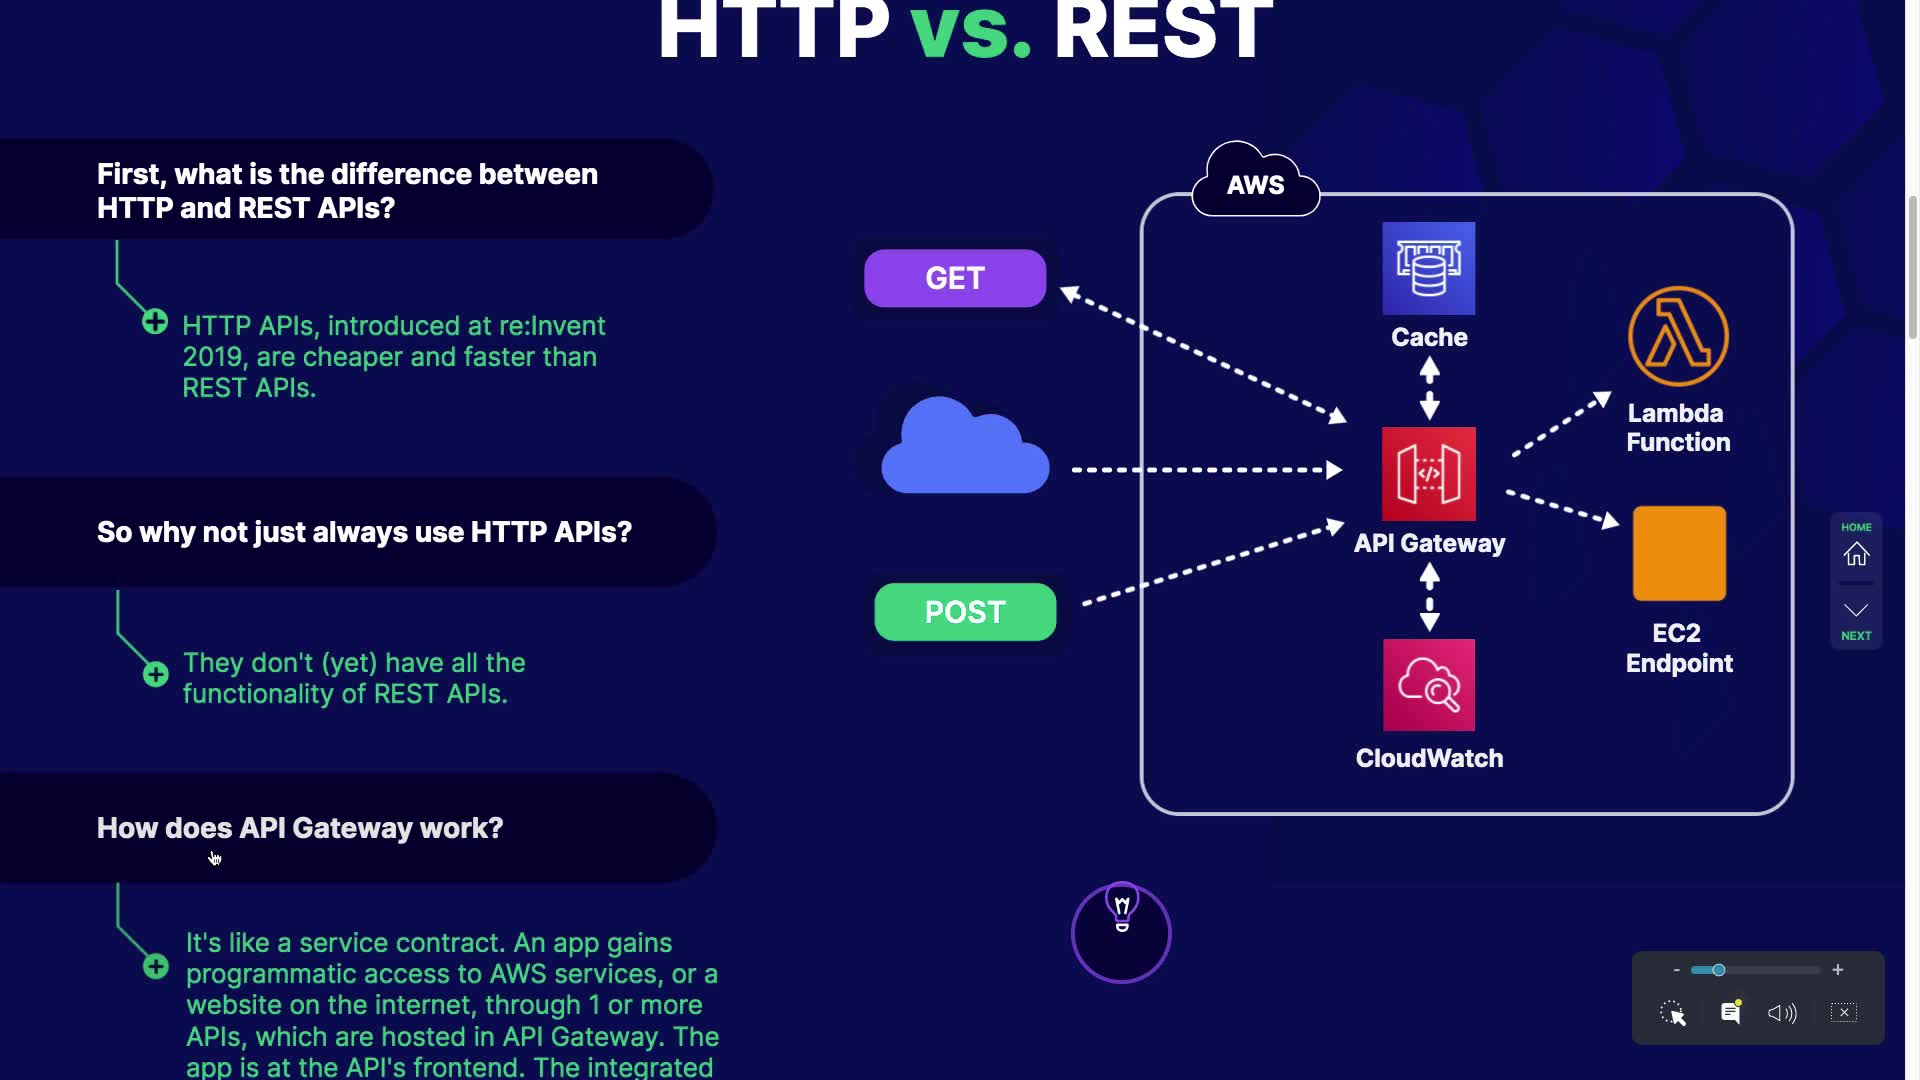 HTTP vs. REST
First, what is the difference between
HTTP and REST APIs?
HTTP APIs, introduced at re:Invent
2019, are cheaper and faster than
REST APIs.
So why not just always use HTTP APIs?
They don't (yet) have all the
functionality of REST APIs.
How does API Gateway work?
It's like a service contract. An app gains
programmatic access to AWS services, or a
website on the internet, through 1 or more
APIs, which are hosted in API Gateway. The
app is at the API's frontend. The integrated
AWS
GET
POST
Cache
API Gateway
CloudWatch
Lambda
Function
EC2
Endpoint
HOME
NEXT